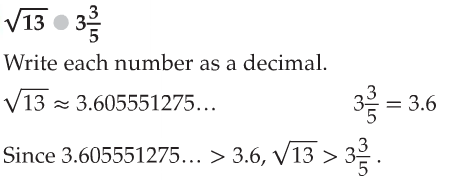 √13 ● 3 3/5
Write each number as a decimal.
√13 ≈ 3.605551275… 3 3/5 = 3.6
Since 3.605551275… > 3.6, √13 > 3 3/5 .